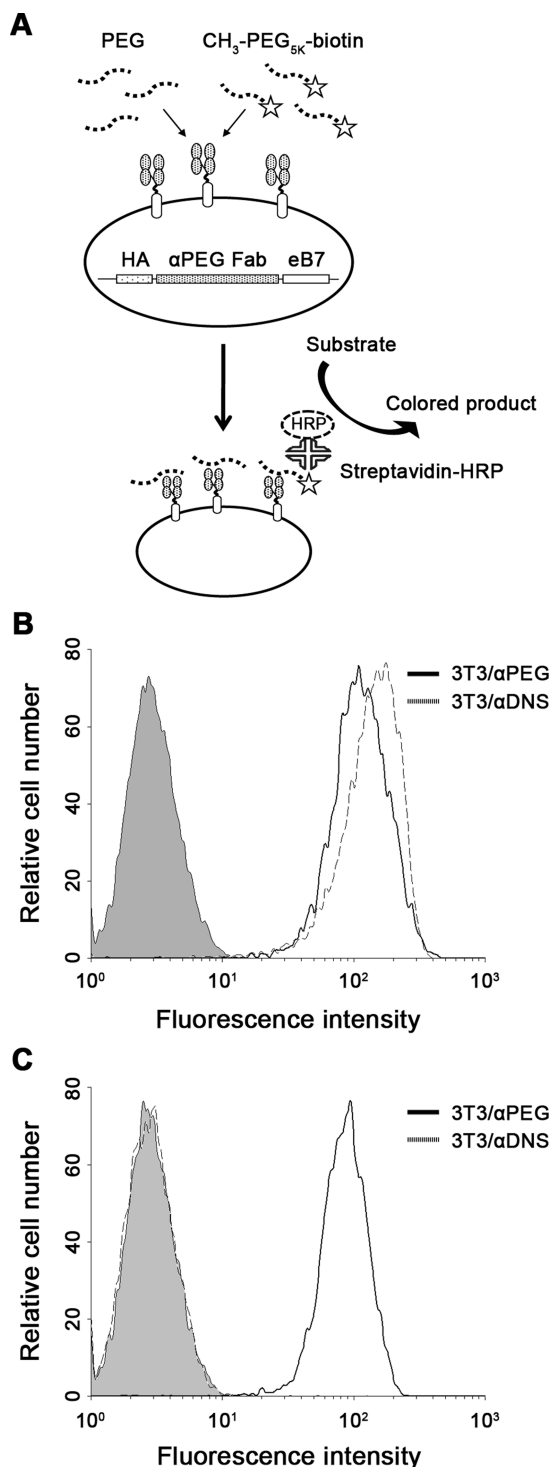 A
PEG
CH3-PEG5K-biotin
HA
αPEG Fab
eB7
Substrate
Colored product
HRP
Streptavidin-HRP
B
80
60
40
20
0
Relative cell number
3T3/αPEG
3T3/αDNS
10^0
10^1
10^2
10^3
Fluorescence intensity
C
80
60
40
20
0
Relative cell number
3T3/αPEG
3T3/αDNS
10^0
10^1
10^2
10^3
Fluorescence intensity